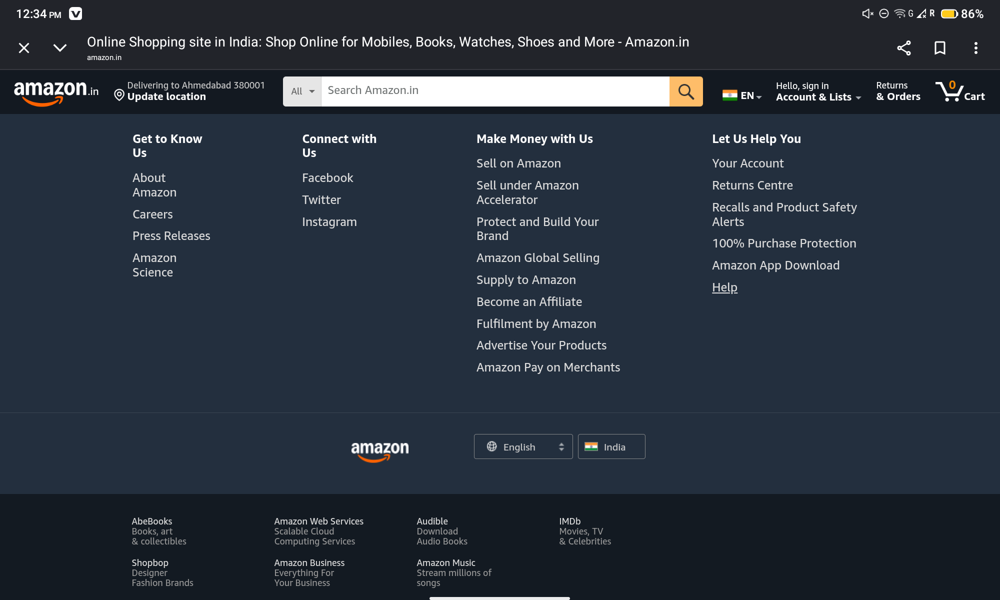 12:34 PM
G
R
86%
Online Shopping site in India: Shop Online for Mobiles, Books, Watches, Shoes and More - Amazon.in
amazon.in
amazon.in
Delivering to Ahmedabad 380001
Update location
All
Search Amazon.in
EN
Hello, sign in
Account & Lists
Returns
& Orders
0
Cart
Get to Know
Us
About
Amazon
Careers
Press Releases
Amazon
Science
Connect with
Us
Facebook
Twitter
Instagram
Make Money with Us
Sell on Amazon
Sell under Amazon
Accelerator
Protect and Build Your
Brand
Amazon Global Selling
Supply to Amazon
Become an Affiliate
Fulfilment by Amazon
Advertise Your Products
Amazon Pay on Merchants
Let Us Help You
Your Account
Returns Centre
Recalls and Product Safety
Alerts
100% Purchase Protection
Amazon App Download
Help
amazon
English
India
AbeBooks
Books, art
& collectibles
Amazon Web Services
Scalable Cloud
Computing Services
Audible
Download
Audio Books
IMDb
Movies, TV
& Celebrities
Shopbop
Designer
Fashion Brands
Amazon Business
Everything For
Your Business
Amazon Music
Stream millions of
songs